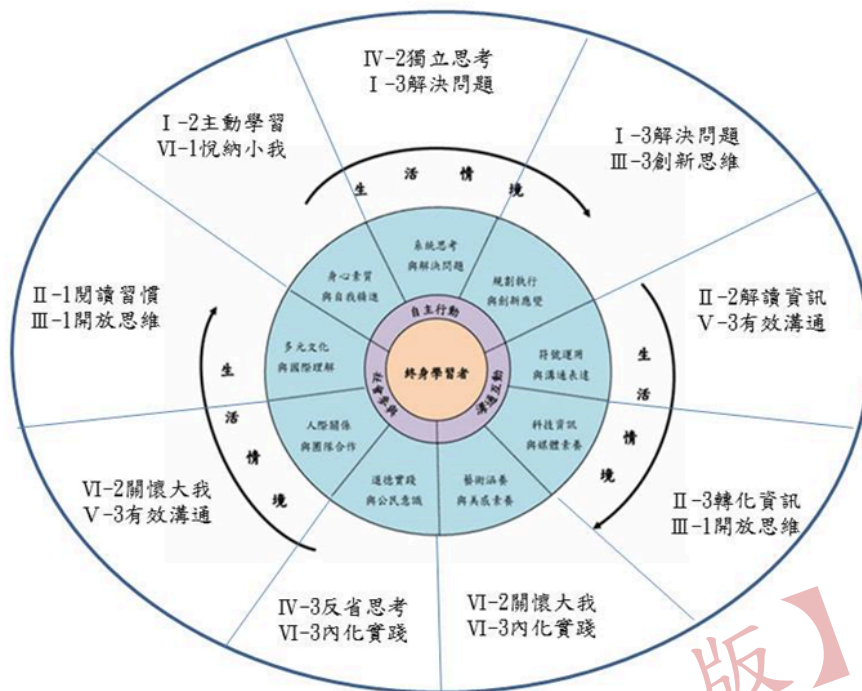 IV-2獨立思考
I-3解決問題
I-3解決問題
III-3創新思維
II-2解讀資訊
V-3有效溝通
II-3轉化資訊
III-1開放思維
VI-2關懷大我
VI-3內化實踐
IV-3反省思考
VI-3內化實踐
VI-2關懷大我
V-3有效溝通
II-1閱讀習慣
III-1開放思維
I-2主動學習
VI-1悅納小我
生活情境
生活情境
生活情境
系統思考
與解決問題
規劃執行
與創新應變
符號運用
與溝通表達
科技資訊
與媒體素養
藝術涵養
與美感素養
道德實踐
與公民意識
人際關係
與團隊合作
多元文化
與國際理解
身心素質
與自我精進
自主行動
溝通互動
社會參與
終身學習者
版】